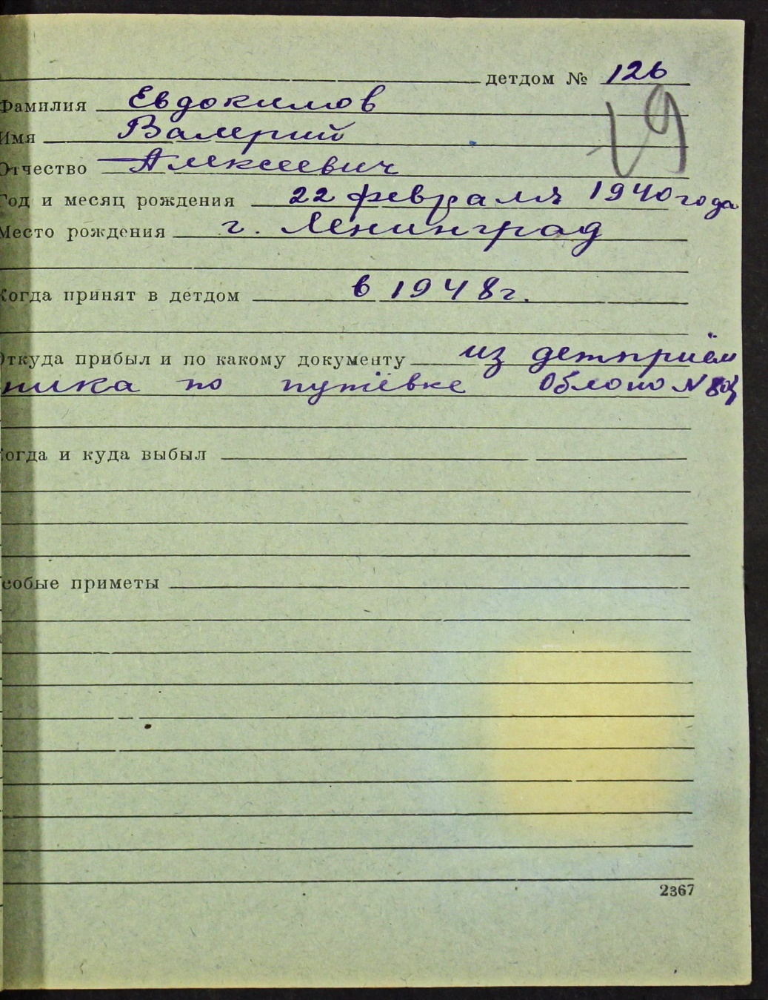 детдом № 126
19
Фамилия Евдокимов
Имя Валерий
Отчество Алексеевич
Год и месяц рождения 22 февраля 1940 года
Место рождения г. Ленинград
Когда принят в детдом в 1948г.
Откуда прибыл и по какому документу из детприём
ника по путёвке Облоно N
Когда и куда выбыл
собые приметы
2367